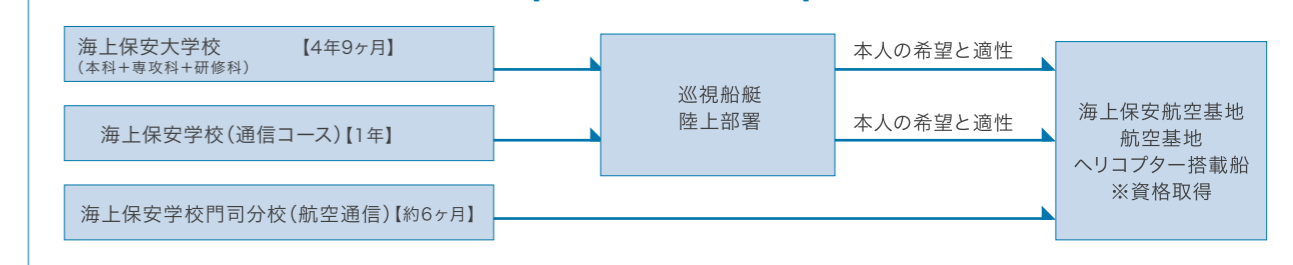 海上保安大学校 【4年9ヶ月】
（本科＋専攻科＋研修科）
海上保安学校（通信コース）【1年】
海上保安学校門司分校（航空通信）【約6ヶ月】
巡視船艇
陸上部署
本人の希望と適性
本人の希望と適性
海上保安航空基地
航空基地
ヘリコプター搭載船
※資格取得